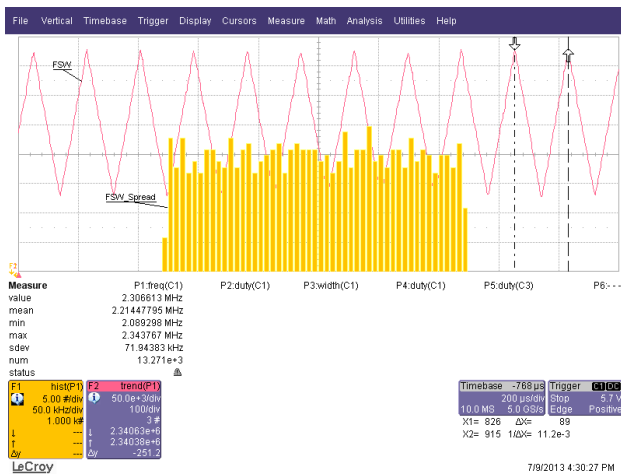 File Vertical Timebase Trigger Display Cursors Measure Math Analysis Utilities Help
FSW
FSW_Spread
F2
Measure P1:freq(C1) P2:duty(C1) P3:width(C1) P4:duty(C1) P5:duty(C3) P6:- - -
value 2.306613 MHz
mean 2.21447795 MHz
min 2.089298 MHz
max 2.343767 MHz
sdev 71.94383 kHz
num 13.271e+3
status
F1 hist(P1) F2 trend(P1)
5.00 #/div 50.0e+3/div
50.0 kHz/div 100/div
1.000 k# 3 #
↓ --- ↓ 2.34063e+6
↑ --- ↑ 2.34038e+6
Δy --- Δy -251.2
Timebase -768 µs Trigger C1 DC
200 µs/div Stop 5.7 V
10.0 MS 5.0 GS/s Edge Positive
X1= 826 ΔX= 89
X2= 915 1/ΔX= 11.2e-3
LeCroy 7/9/2013 4:30:27 PM